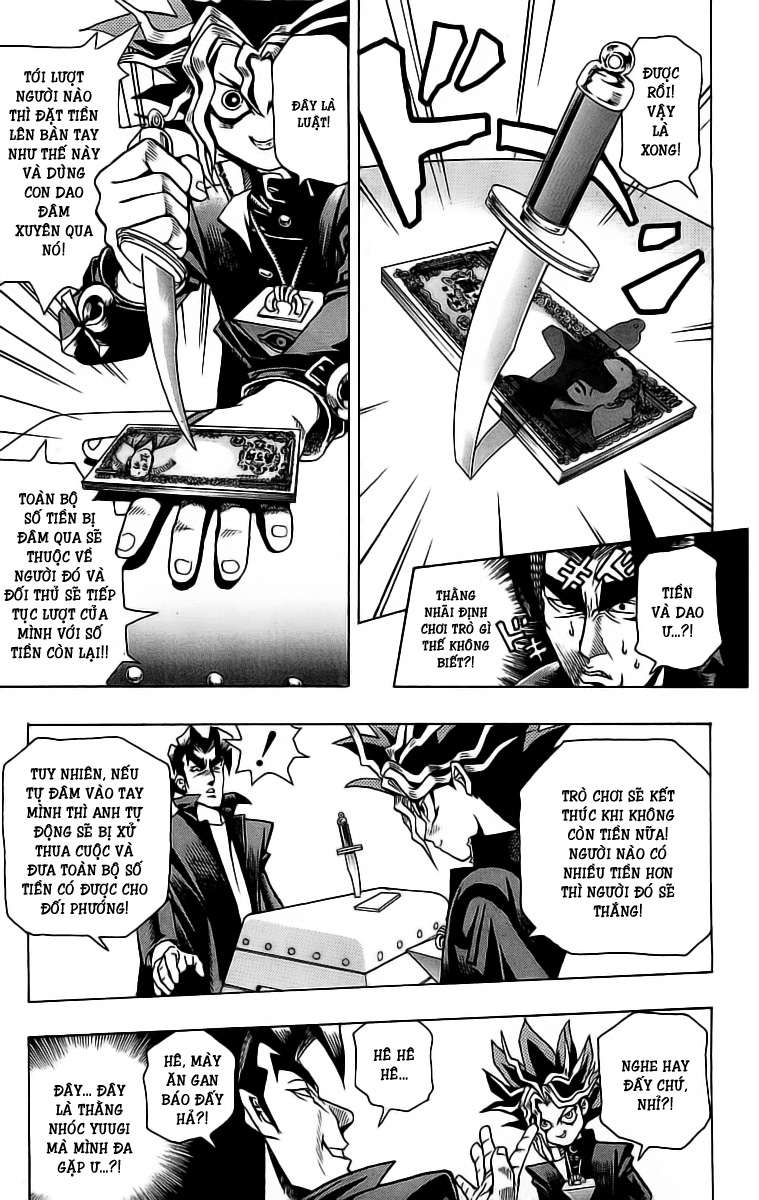 ĐƯỢC
RỒI!
VẬY
LÀ
XONG!
TIỀN
VÀ DAO
Ư...?!
THẰNG
NHÃI ĐỊNH
CHƠI TRÒ GÌ
THẾ KHÔNG
BIẾT?!
ĐÂY LÀ
LUẬT!
TỚI LƯỢT
NGƯỜI NÀO
THÌ ĐẶT TIỀN
LÊN BÀN TAY
NHƯ THẾ NÀY
VÀ DÙNG
CON DAO
ĐÂM
XUYÊN QUA
NÓ!
TOÀN BỘ
SỐ TIỀN BỊ
ĐÂM QUA SẼ
THUỘC VỀ
NGƯỜI ĐÓ VÀ
ĐỐI THỦ SẼ TIẾP
TỤC LƯỢT CỦA
MÌNH VỚI SỐ
TIỀN CÒN LẠI!!
TRÒ CHƠI SẼ KẾT
THÚC KHI KHÔNG
CÒN TIỀN NỮA!
NGƯỜI NÀO CÓ
NHIỀU TIỀN HƠN
THÌ NGƯỜI ĐÓ SẼ
THẮNG!
!
TUY NHIÊN, NẾU
TỰ ĐÂM VÀO TAY
MÌNH THÌ ANH TỰ
ĐỘNG SẼ BỊ XỬ
THUA CUỘC VÀ
ĐƯA TOÀN BỘ SỐ
TIỀN CÓ ĐƯỢC CHO
ĐỐI PHƯỚNG!
NGHE HAY
ĐẤY CHỨ,
NHỈ?!
HÊ HÊ
HÊ...
HÊ, MÀY
ĂN GAN
BÁO ĐẤY
HẢ?!
ĐÂY... ĐÂY
LÀ THẰNG
NHÓC YUUGI
MÀ MÌNH ĐA
GẶP Ư...?!